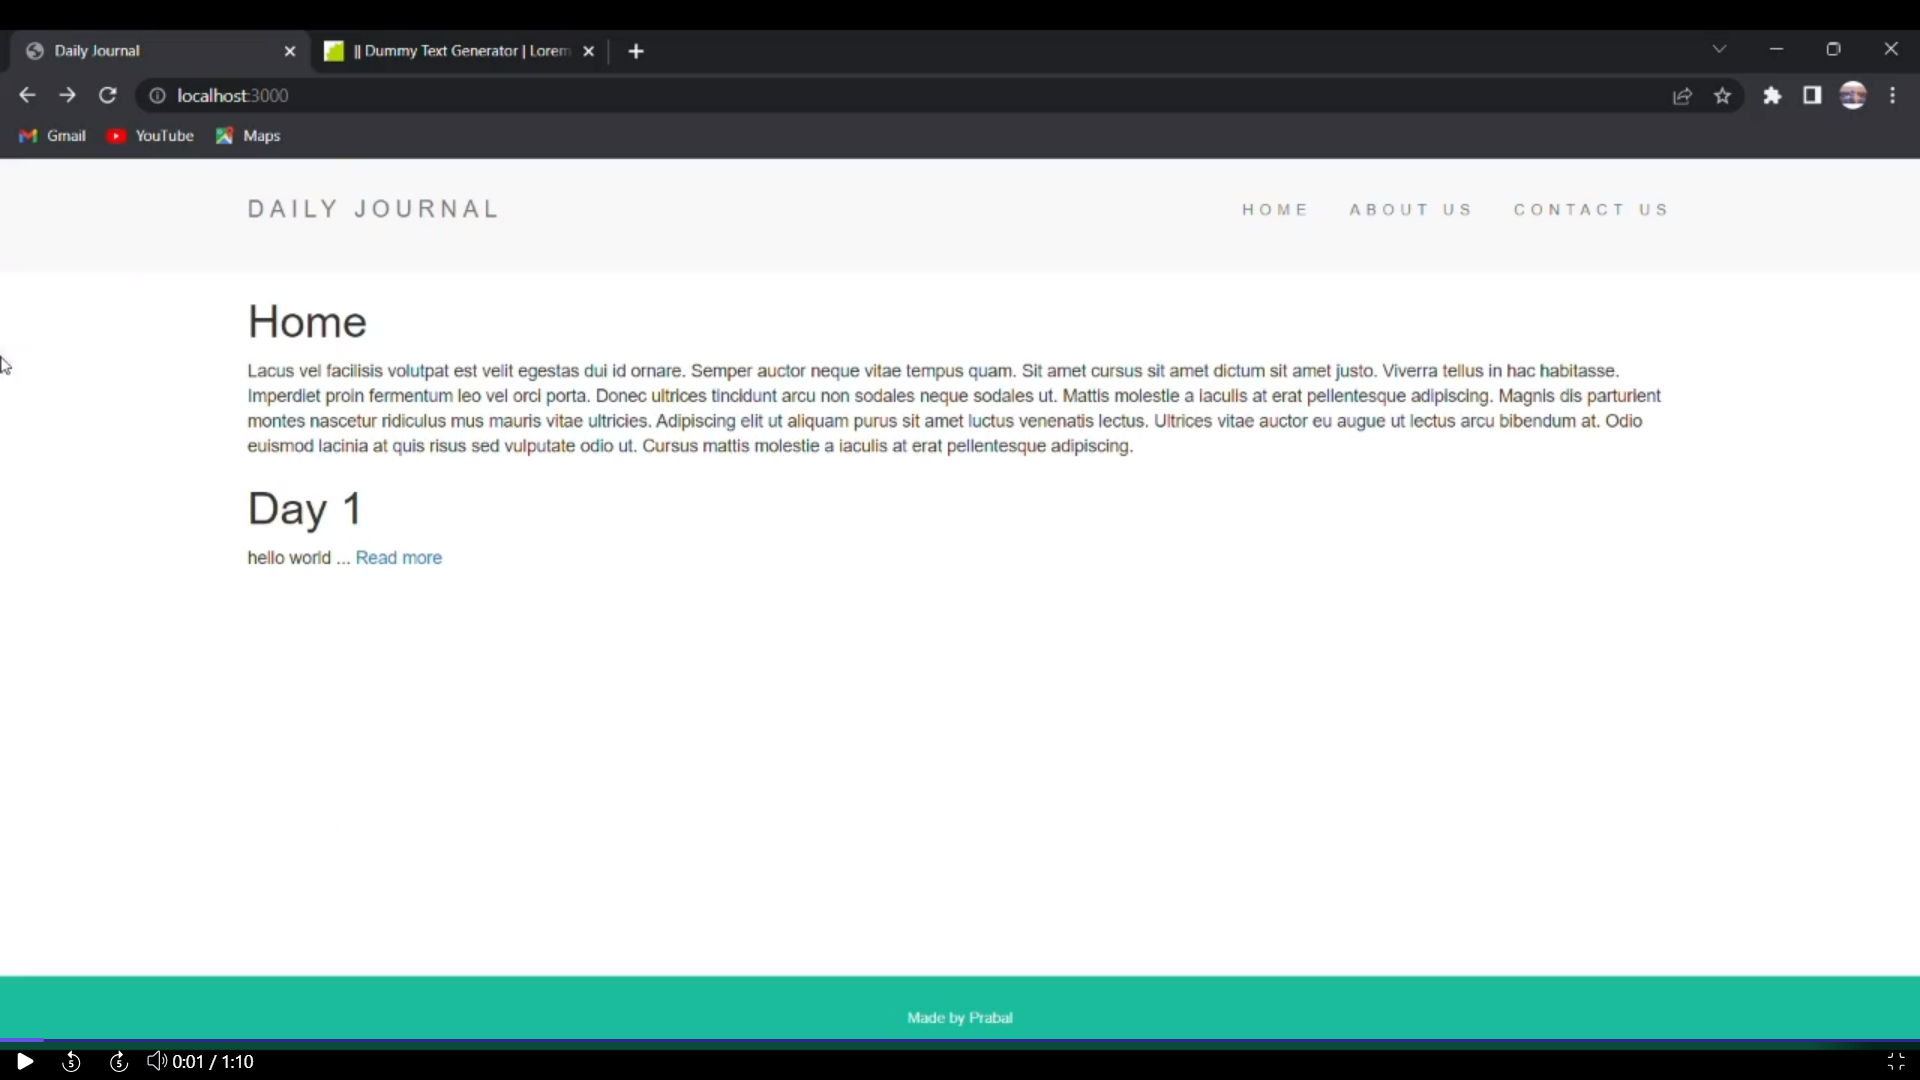 Daily Journal
|| Dummy Text Generator | Lorem
localhost:3000
Gmail
YouTube
Maps
DAILY JOURNAL
HOME
ABOUT US
CONTACT US
Home
Lacus vel facilisis volutpat est velit egestas dui id ornare. Semper auctor neque vitae tempus quam. Sit amet cursus sit amet dictum sit amet justo. Viverra tellus in hac habitasse.
Imperdiet proin fermentum leo vel orci porta. Donec ultrices tincidunt arcu non sodales neque sodales ut. Mattis molestie a iaculis at erat pellentesque adipiscing. Magnis dis parturient
montes nascetur ridiculus mus mauris vitae ultricies. Adipiscing elit ut aliquam purus sit amet luctus venenatis lectus. Ultrices vitae auctor eu augue ut lectus arcu bibendum at. Odio
euismod lacinia at quis risus sed vulputate odio ut. Cursus mattis molestie a iaculis at erat pellentesque adipiscing.
Day 1
hello world ... Read more
Made by Prabal
5
5
0:01 / 1:10